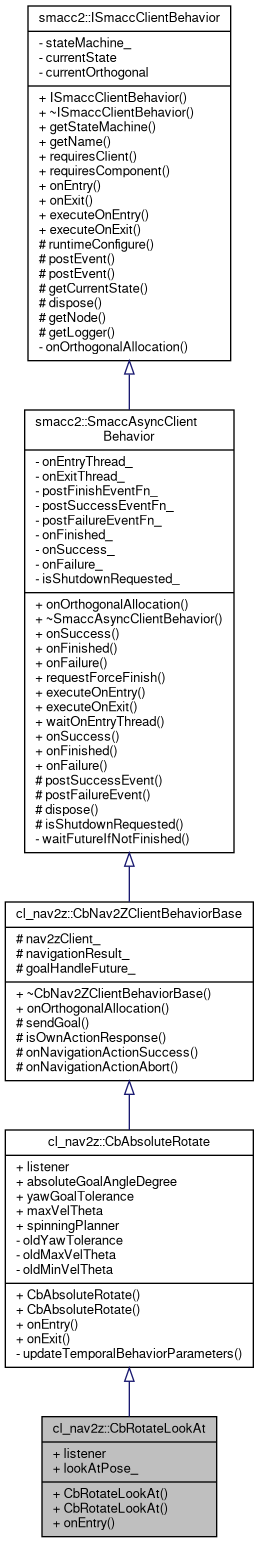 smacc2::ISmaccClientBehavior
- stateMachine_
- currentState
- currentOrthogonal
+ ISmaccClientBehavior()
+ ~ISmaccClientBehavior()
+ getStateMachine()
+ getName()
+ requiresClient()
+ requiresComponent()
+ onEntry()
+ onExit()
+ executeOnEntry()
+ executeOnExit()
# runtimeConfigure()
# postEvent()
# postEvent()
# getCurrentState()
# dispose()
# getNode()
# getLogger()
- onOrthogonalAllocation()
smacc2::SmaccAsyncClient
Behavior
- onEntryThread_
- onExitThread_
- postFinishEventFn_
- postSuccessEventFn_
- postFailureEventFn_
- onFinished_
- onSuccess_
- onFailure_
- isShutdownRequested_
+ onOrthogonalAllocation()
+ ~SmaccAsyncClientBehavior()
+ onSuccess()
+ onFinished()
+ onFailure()
+ requestForceFinish()
+ executeOnEntry()
+ executeOnExit()
+ waitOnEntryThread()
+ onSuccess()
+ onFinished()
+ onFailure()
# postSuccessEvent()
# postFailureEvent()
# dispose()
# isShutdownRequested()
- waitFutureIfNotFinished()
cl_nav2z::CbNav2ZClientBehaviorBase
# nav2zClient_
# navigationResult_
# goalHandleFuture_
+ ~CbNav2ZClientBehaviorBase()
+ onOrthogonalAllocation()
# sendGoal()
# isOwnActionResponse()
# onNavigationActionSuccess()
# onNavigationActionAbort()
cl_nav2z::CbAbsoluteRotate
+ listener
+ absoluteGoalAngleDegree
+ yawGoalTolerance
+ maxVelTheta
+ spinningPlanner
- oldYawTolerance
- oldMaxVelTheta
- oldMinVelTheta
+ CbAbsoluteRotate()
+ CbAbsoluteRotate()
+ onEntry()
+ onExit()
- updateTemporalBehaviorParameters()
cl_nav2z::CbRotateLookAt
+ listener
+ lookAtPose_
+ CbRotateLookAt()
+ CbRotateLookAt()
+ onEntry()